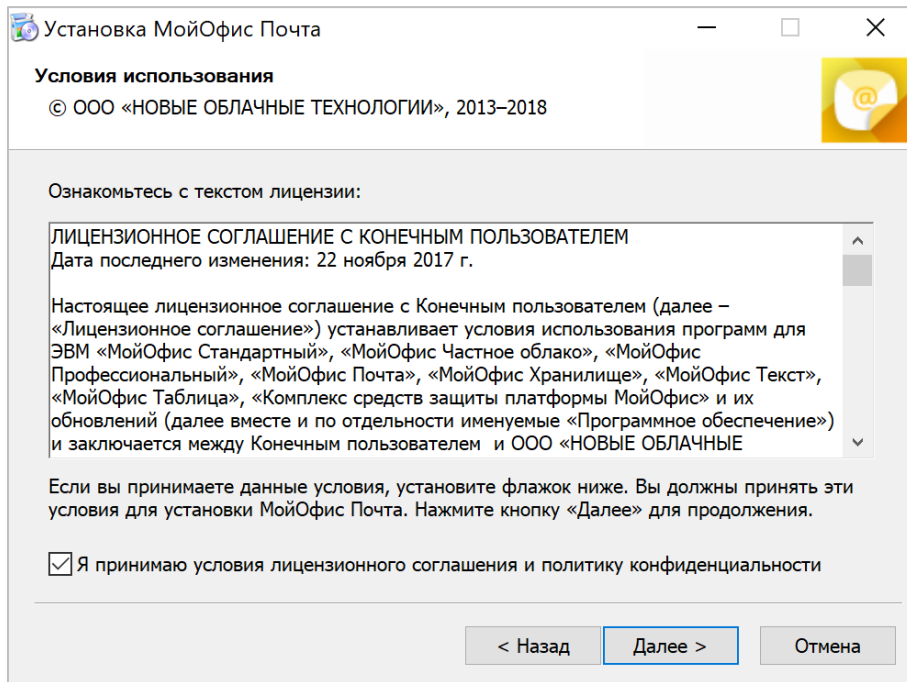 Установка МойОфис Почта
Условия использования
© ООО «НОВЫЕ ОБЛАЧНЫЕ ТЕХНОЛОГИИ», 2013–2018
@
Ознакомьтесь с текстом лицензии:
ЛИЦЕНЗИОННОЕ СОГЛАШЕНИЕ С КОНЕЧНЫМ ПОЛЬЗОВАТЕЛЕМ
Дата последнего изменения: 22 ноября 2017 г.
Настоящее лицензионное соглашение с Конечным пользователем (далее –
«Лицензионное соглашение») устанавливает условия использования программ для
ЭВМ «МойОфис Стандартный», «МойОфис Частное облако», «МойОфис
Профессиональный», «МойОфис Почта», «МойОфис Хранилище», «МойОфис Текст»,
«МойОфис Таблица», «Комплекс средств защиты платформы МойОфис» и их
обновлений (далее вместе и по отдельности именуемые «Программное обеспечение»)
и заключается между Конечным пользователем  и ООО «НОВЫЕ ОБЛАЧНЫЕ
Если вы принимаете данные условия, установите флажок ниже. Вы должны принять эти
условия для установки МойОфис Почта. Нажмите кнопку «Далее» для продолжения.
Я принимаю условия лицензионного соглашения и политику конфиденциальности
< Назад
Далее >
Отмена